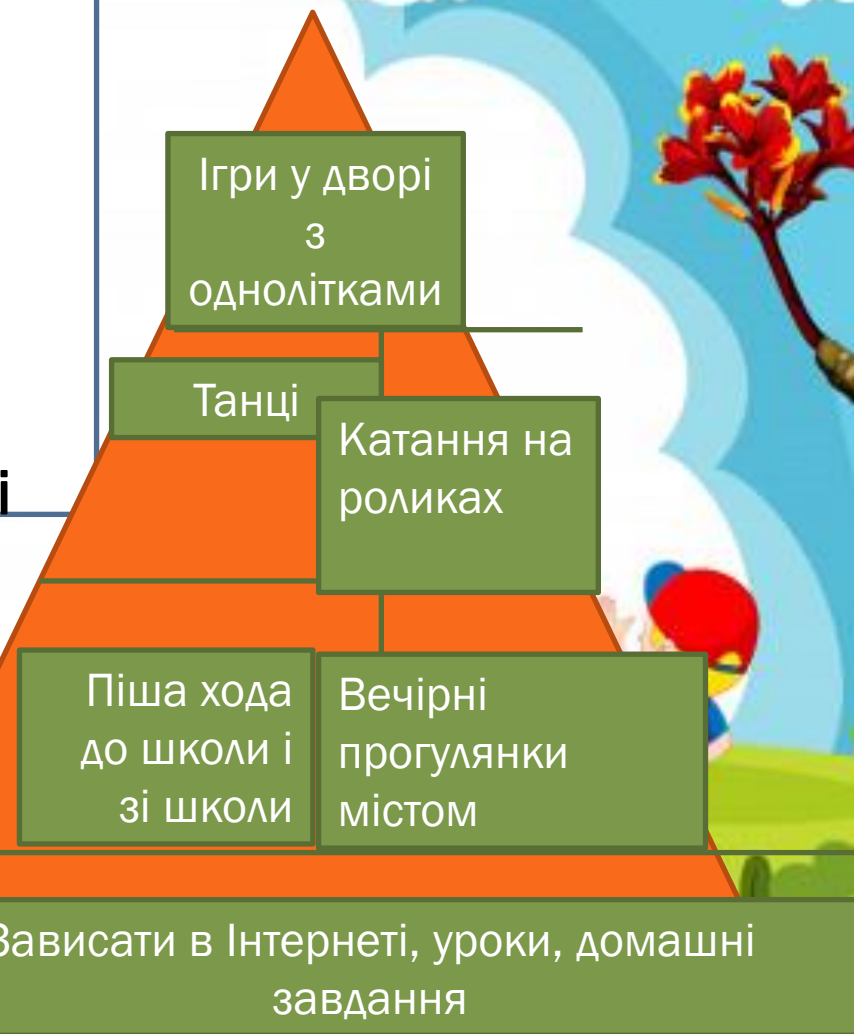 Ігри у дворі
з
однолітками
Танці
Катання на
роликах
і
Піша хода
до школи і
зі школи
Вечірні
прогулянки
містом
Зависати в Інтернеті, уроки, домашні
завдання